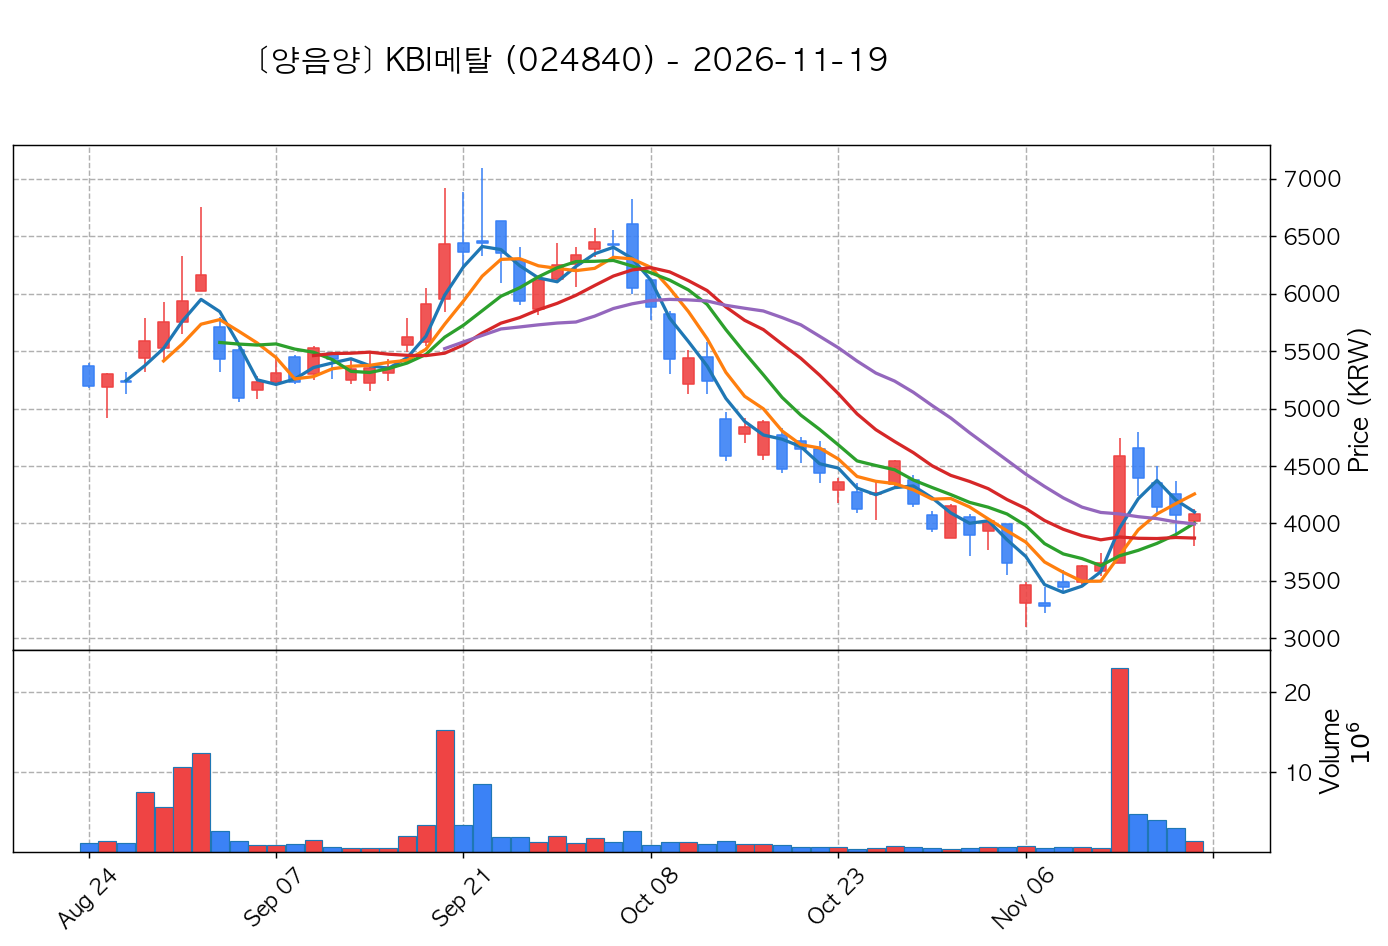 〔양음양〕 KBI메탈 (024840) - 2026-11-19
7000
6500
6000
5500
5000
4500
4000
3500
3000
Price (KRW)
20
10
Volume
10⁶
Aug 24
Sep 07
Sep 21
Oct 08
Oct 23
Nov 06